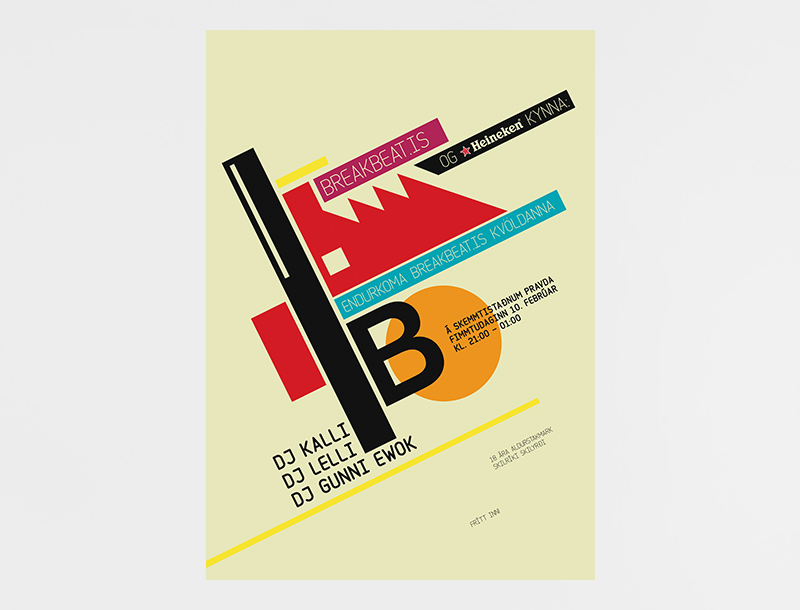 BREAKBEAT.IS
OG Heineken KYNNA:
ENDURKOMA BREAKBEAT.IS KVÖLDANNA
B
Á SKEMMTISTAÐNUM PRAVDA
FIMMTUDAGINN 10. FEBRÚAR
KL. 21:00 – 01:00
DJ KALLI
DJ LELLI
DJ GUNNI EWOK
18 ÁRA ALDURSTAKMARK
SKILRÍKI SKILYRÐI
FRÍTT INN